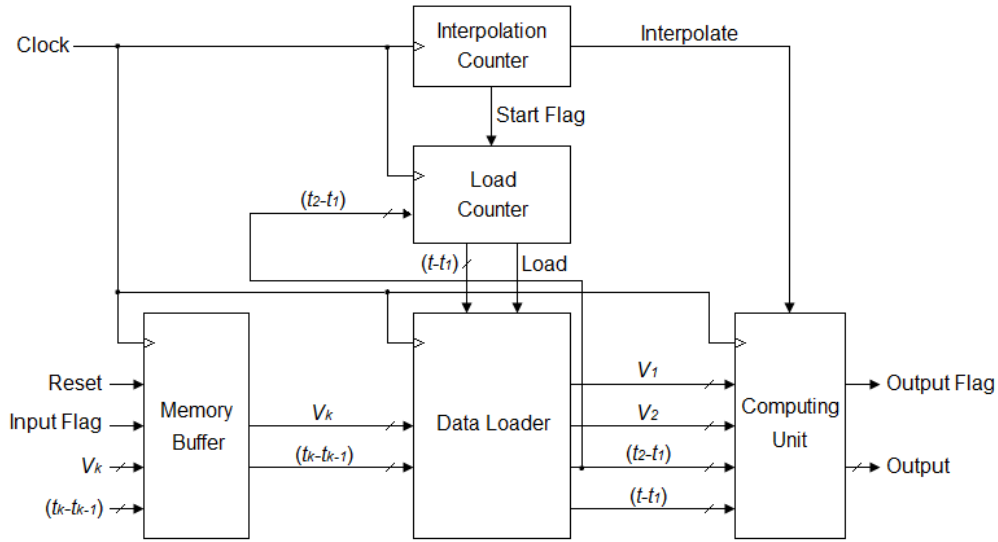 Clock
Interpolation
Counter
Interpolate
Start Flag
Load
Counter
(t2-t1)
(t-t1)
Load
Reset
Input Flag
Vk
(tk-tk-1)
Memory
Buffer
Vk
(tk-tk-1)
Data Loader
V1
V2
(t2-t1)
(t-t1)
Computing
Unit
Output Flag
Output